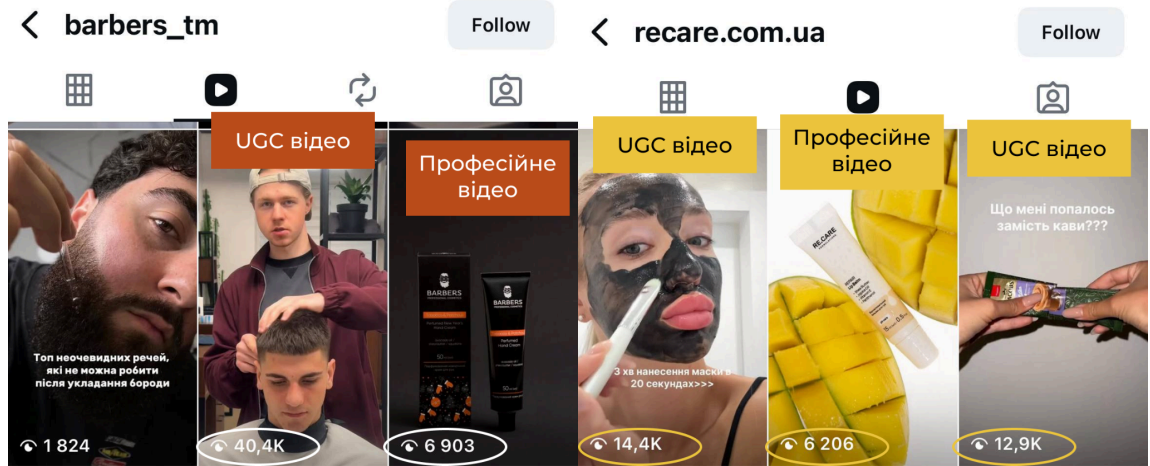 barbers_tm
Follow
UGC відео
Професійне
відео
Топ неочевидних речей,
які не можна робити
після укладання бороди
BARBERS
BARBERS
1 824
40,4K
6 903
recare.com.ua
Follow
UGC відео
Професійне
відео
UGC відео
3 хв нанесення маски в
20 секундах>>>
RE.CARE
Що мені попалось
замість кави???
14,4K
6 206
12,9K